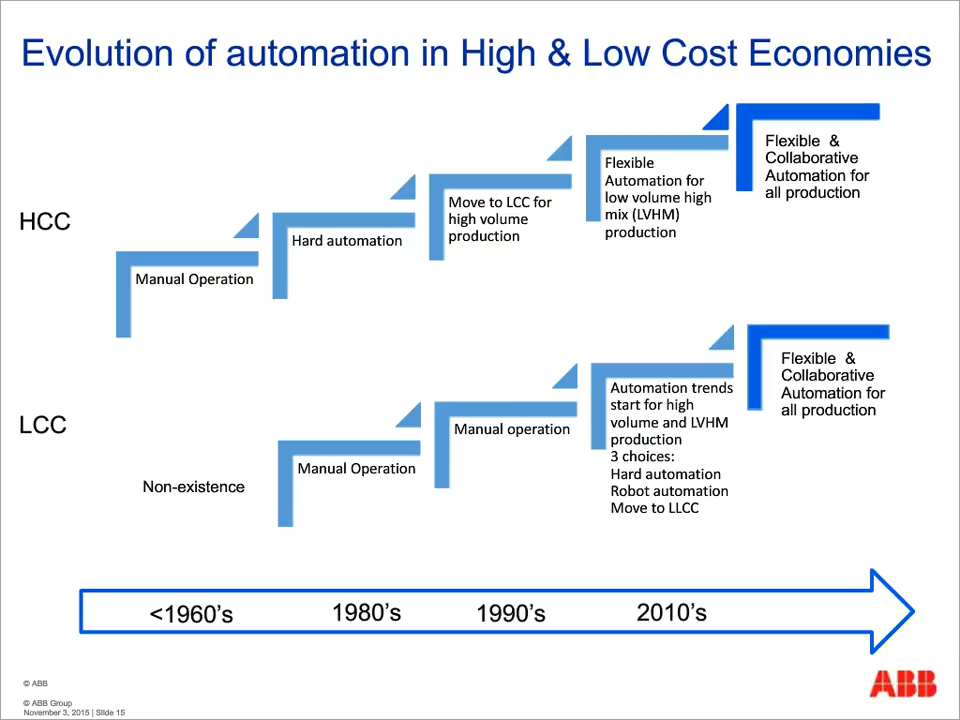 Evolution of automation in High & Low Cost Economies
HCC
Manual Operation
Hard automation
Move to LCC for
high volume
production
Flexible
Automation for
low volume high
mix (LVHM)
production
Flexible &
Collaborative
Automation for
all production
LCC
Non-existence
Manual Operation
Manual operation
Automation trends
start for high
volume and LVHM
production
3 choices:
Hard automation
Robot automation
Move to LLCC
Flexible &
Collaborative
Automation for
all production
<1960's
1980's
1990's
2010's
© ABB
© ABB Group
November 3, 2015 | Slide 15
ABB